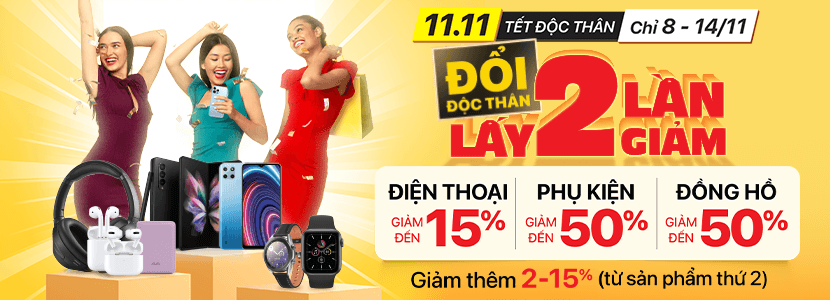 11.11 TẾT ĐỘC THÂN Chỉ 8 - 14/11
ĐỔI
ĐỘC THÂN
LẤY 2 LẦN
GIẢM
ĐIỆN THOẠI
GIẢM ĐẾN 15%
PHỤ KIỆN
GIẢM ĐẾN 50%
ĐỒNG HỒ
GIẢM ĐẾN 50%
Giảm thêm 2-15% (từ sản phẩm thứ 2)